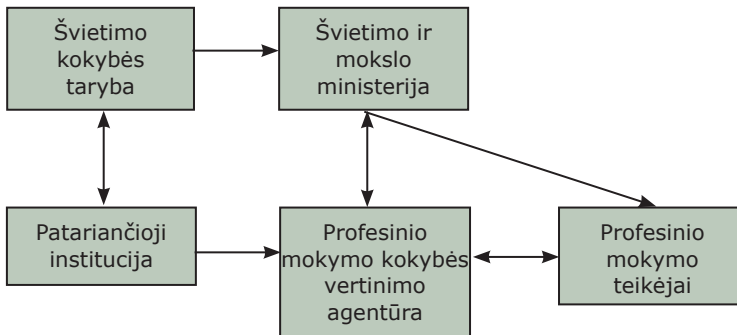 Švietimo
kokybės
taryba
Švietimo ir
mokslo
ministerija
Patariančioji
institucija
Profesinio
mokymo kokybės
vertinimo
agentūra
Profesinio
mokymo
teikėjai